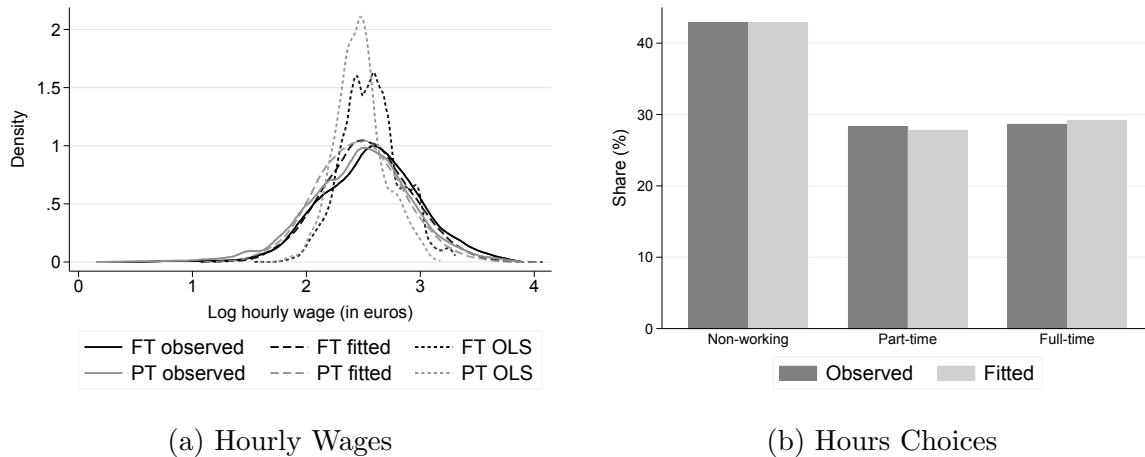 2
1.5
1
.5
0
Density
0 1 2 3 4
Log hourly wage (in euros)
FT observed FT fitted FT OLS
PT observed PT fitted PT OLS
(a) Hourly Wages
40
30
20
10
0
Share (%)
Non-working Part-time Full-time
Observed Fitted
(b) Hours Choices